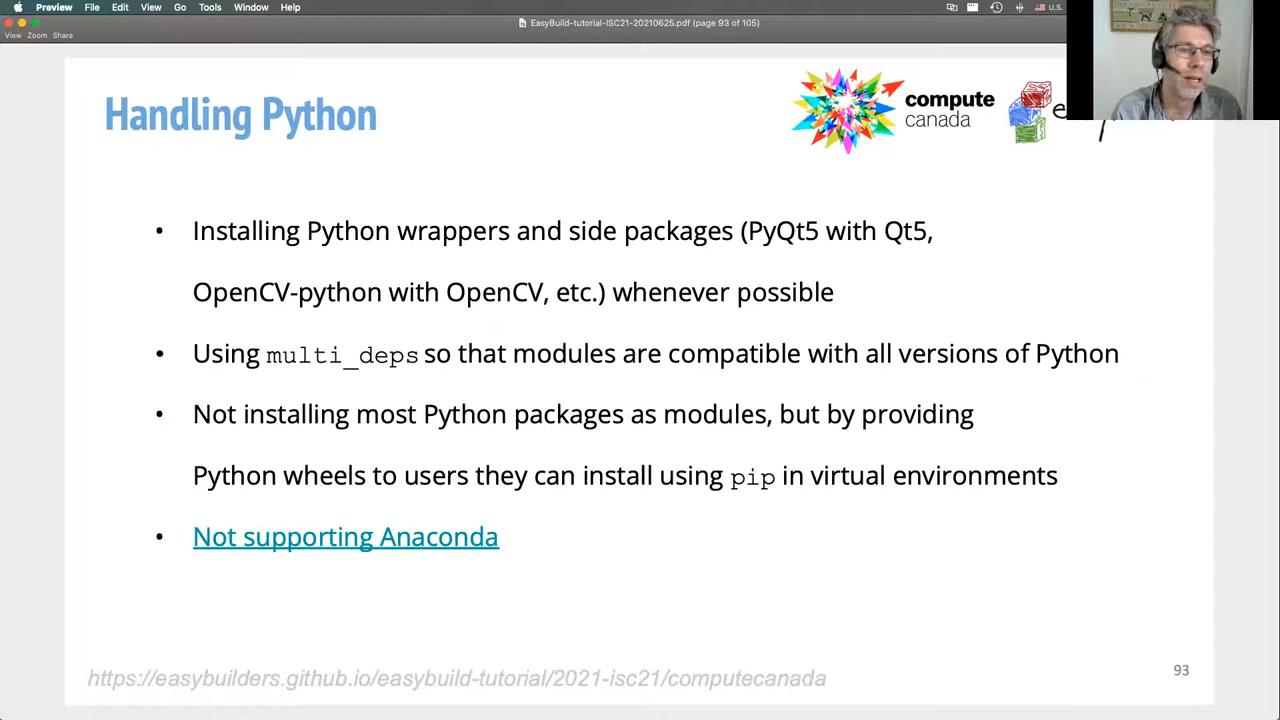 Preview File Edit View Go Tools Window Help U.S.
EasyBuild-tutorial-ISC21-20210625.pdf (page 93 of 105)
View Zoom Share
Handling Python
compute
canada
• Installing Python wrappers and side packages (PyQt5 with Qt5,
OpenCV-python with OpenCV, etc.) whenever possible
• Using multi_deps so that modules are compatible with all versions of Python
• Not installing most Python packages as modules, but by providing
Python wheels to users they can install using pip in virtual environments
• Not supporting Anaconda
https://easybuilders.github.io/easybuild-tutorial/2021-isc21/computecanada
93